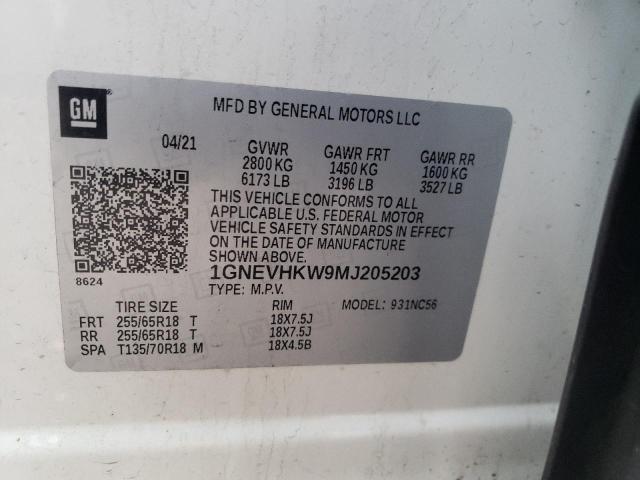 GM
MFD BY GENERAL MOTORS LLC
04/21 GVWR GAWR FRT GAWR RR
2800 KG 1450 KG 1600 KG
6173 LB 3196 LB 3527 LB
THIS VEHICLE CONFORMS TO ALL
APPLICABLE U.S. FEDERAL MOTOR
VEHICLE SAFETY STANDARDS IN EFFECT
ON THE DATE OF MANUFACTURE
SHOWN ABOVE.
8624 1GNEVHKW9MJ205203
TYPE: M.P.V.
TIRE SIZE RIM MODEL: 931NC56
FRT 255/65R18 T 18X7.5J
RR 255/65R18 T 18X7.5J
SPA T135/70R18 M 18X4.5B